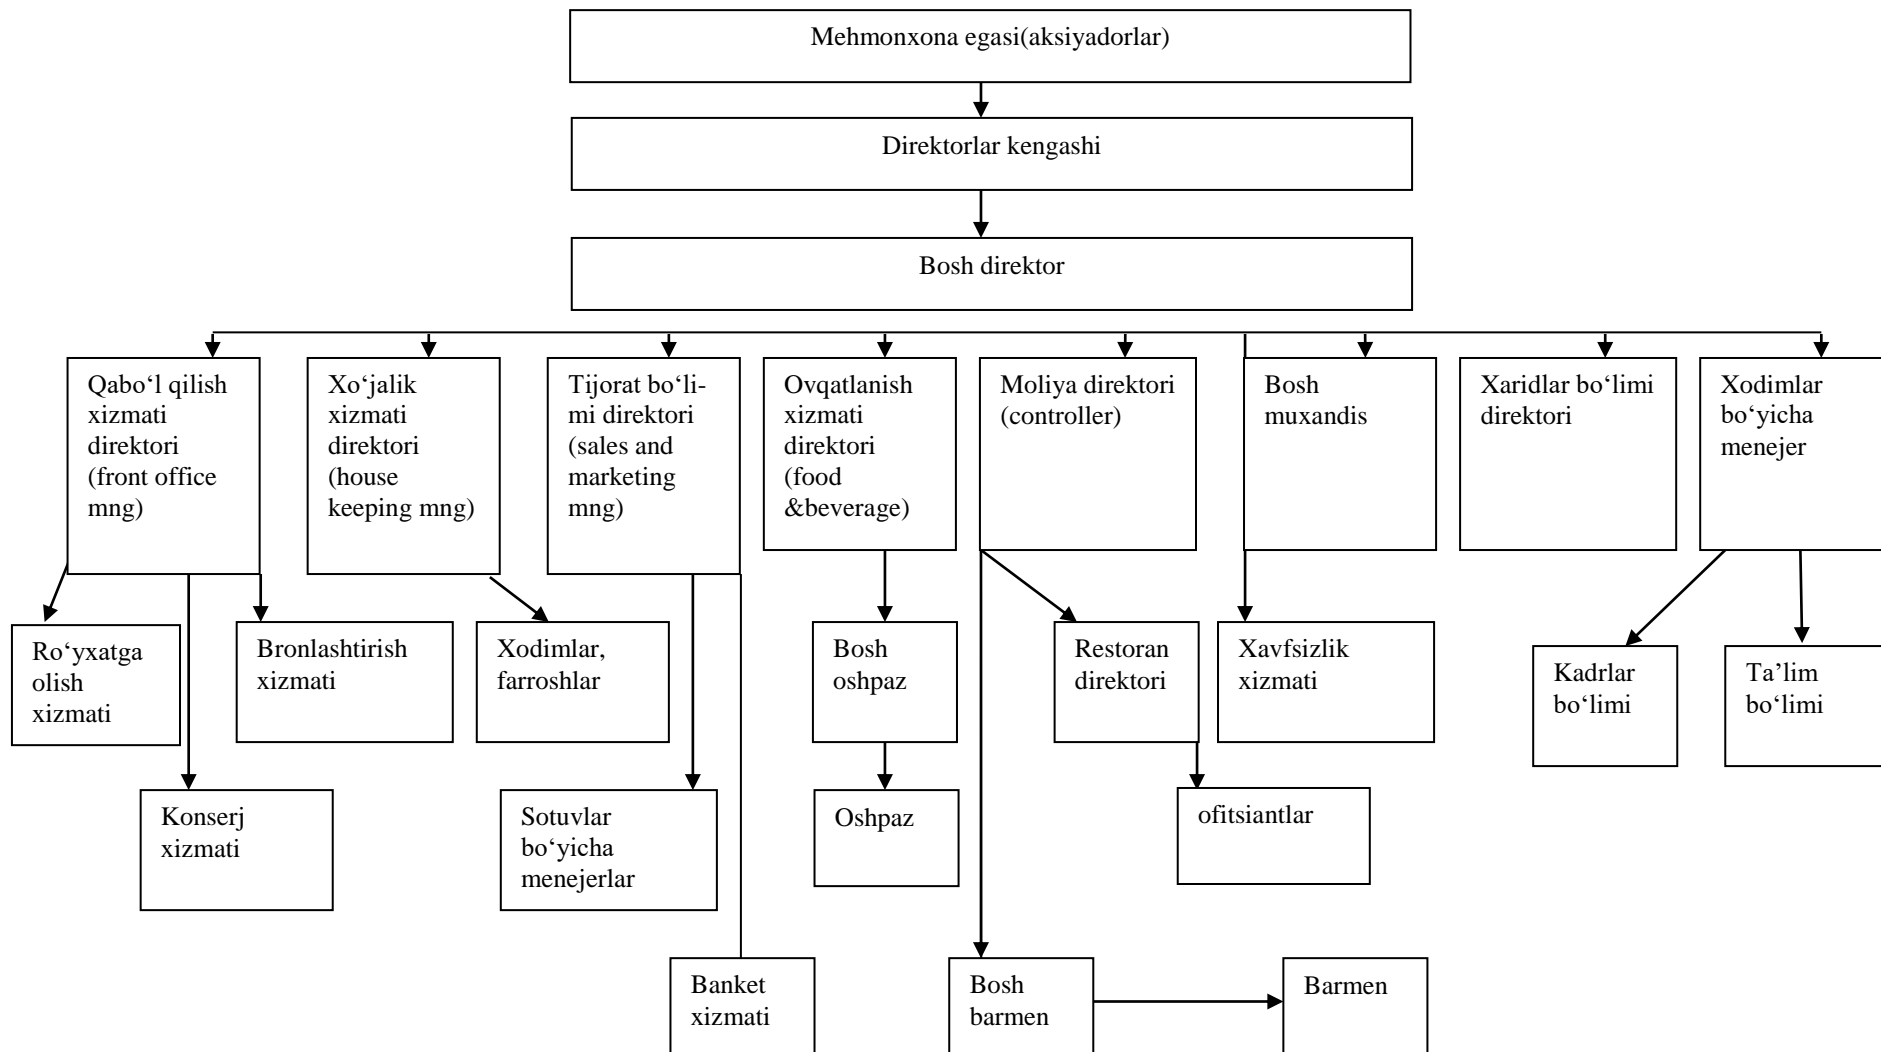 Mehmonxona egasi(aksiyadorlar)
Direktorlar kengashi
Bosh direktor
Qabo‘l qilish
xizmati
direktori
(front office
mng)
Xo‘jalik
xizmati
direktori
(house
keeping mng)
Tijorat bo‘li-
mi direktori
(sales and
marketing
mng)
Ovqatlanish
xizmati
direktori
(food
&beverage)
Moliya direktori
(controller)
Bosh
muxandis
Xaridlar bo‘limi
direktori
Xodimlar
bo‘yicha
menejer
Ro‘yxatga
olish
xizmati
Bronlashtirish
xizmati
Xodimlar,
farroshlar
Bosh
oshpaz
Restoran
direktori
Xavfsizlik
xizmati
Kadrlar
bo‘limi
Ta’lim
bo‘limi
Konserj
xizmati
Sotuvlar
bo‘yicha
menejerlar
Oshpaz
ofitsiantlar
Banket
xizmati
Bosh
barmen
Barmen